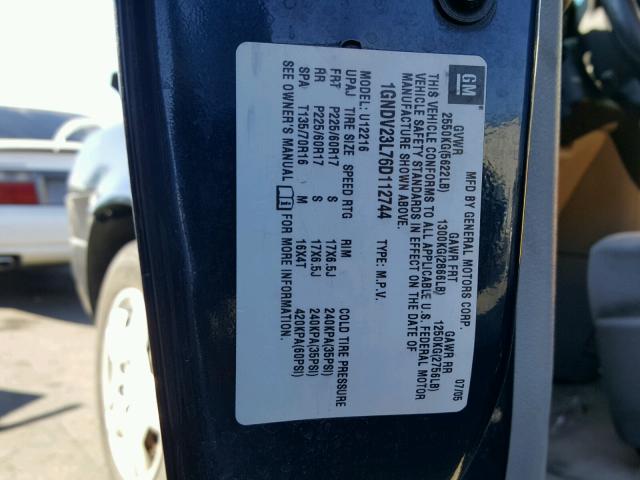 GM
MFD BY GENERAL MOTORS CORP. 07/05
GVWR GAWR FRT GAWR RR
2550KG(5622LB) 1300KG(2866LB) 1250KG(2756LB)
THIS VEHICLE CONFORMS TO ALL APPLICABLE U.S. FEDERAL MOTOR
VEHICLE SAFETY STANDARDS IN EFFECT ON THE DATE OF
MANUFACTURE SHOWN ABOVE.
1GNDV23L76D112744 TYPE: M.P.V.
MODEL: U12216
UPAJ TIRE SIZE SPEED RTG RIM COLD TIRE PRESSURE
FRT P225/60R17 S 17X6.5J 240KPA(35PSI)
RR P225/60R17 S 17X6.5J 240KPA(35PSI)
SPA T135/70R16 M 16X4T 420KPA(60PSI)
SEE OWNER'S MANUAL FOR MORE INFORMATION.